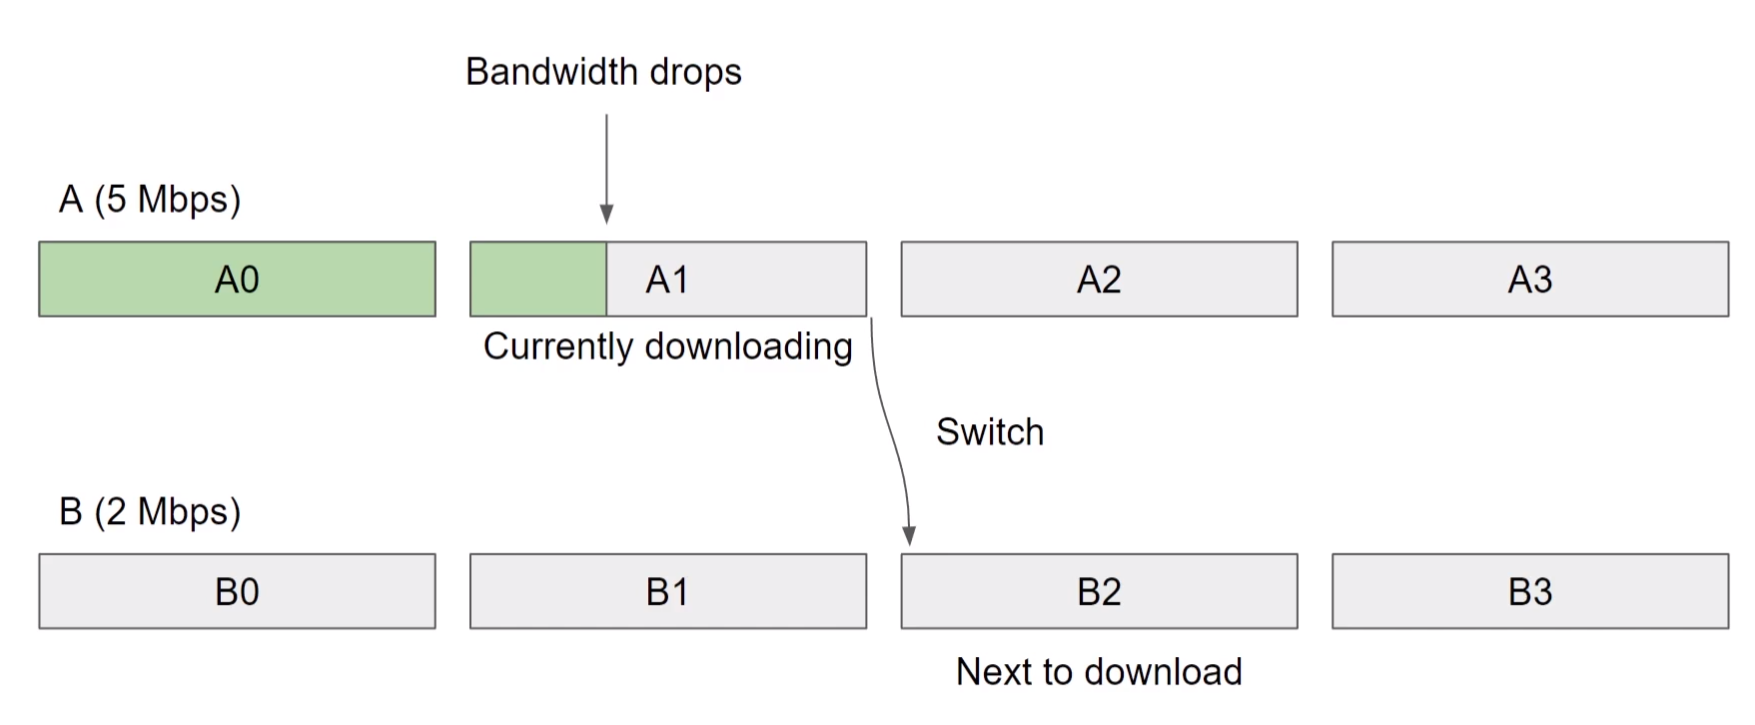 Bandwidth drops
A (5 Mbps)
A0
A1
A2
A3
Currently downloading
Switch
B (2 Mbps)
B0
B1
B2
B3
Next to download